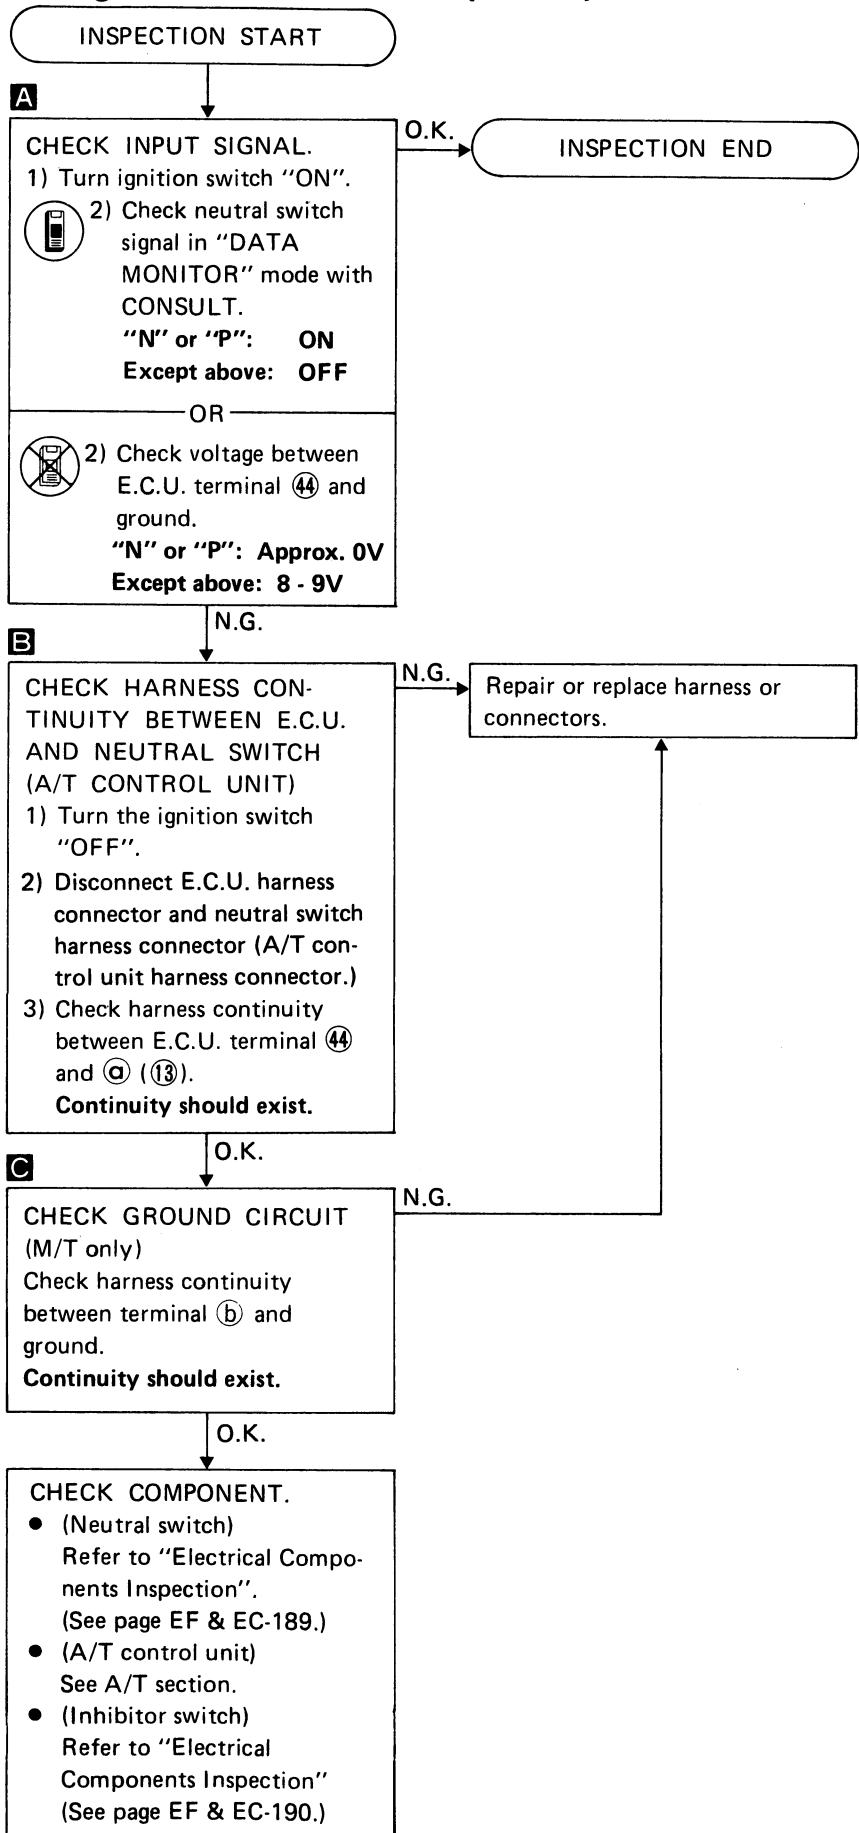 INSPECTION START
A
CHECK INPUT SIGNAL.
1) Turn ignition switch "ON".
2) Check neutral switch
signal in "DATA
MONITOR" mode with
CONSULT.
"N" or "P": ON
Except above: OFF
OR
2) Check voltage between
E.C.U. terminal 44 and
ground.
"N" or "P": Approx. 0V
Except above: 8 - 9V
O.K.
INSPECTION END
N.G.
B
CHECK HARNESS CON-
TINUITY BETWEEN E.C.U.
AND NEUTRAL SWITCH
(A/T CONTROL UNIT)
1) Turn the ignition switch
"OFF".
2) Disconnect E.C.U. harness
connector and neutral switch
harness connector (A/T con-
trol unit harness connector.)
3) Check harness continuity
between E.C.U. terminal 44
and a (13).
Continuity should exist.
N.G.
Repair or replace harness or
connectors.
O.K.
C
CHECK GROUND CIRCUIT
(M/T only)
Check harness continuity
between terminal b and
ground.
Continuity should exist.
N.G.
O.K.
CHECK COMPONENT.
● (Neutral switch)
Refer to "Electrical Compo-
nents Inspection".
(See page EF & EC-189.)
● (A/T control unit)
See A/T section.
● (Inhibitor switch)
Refer to "Electrical
Components Inspection"
(See page EF & EC-190.)